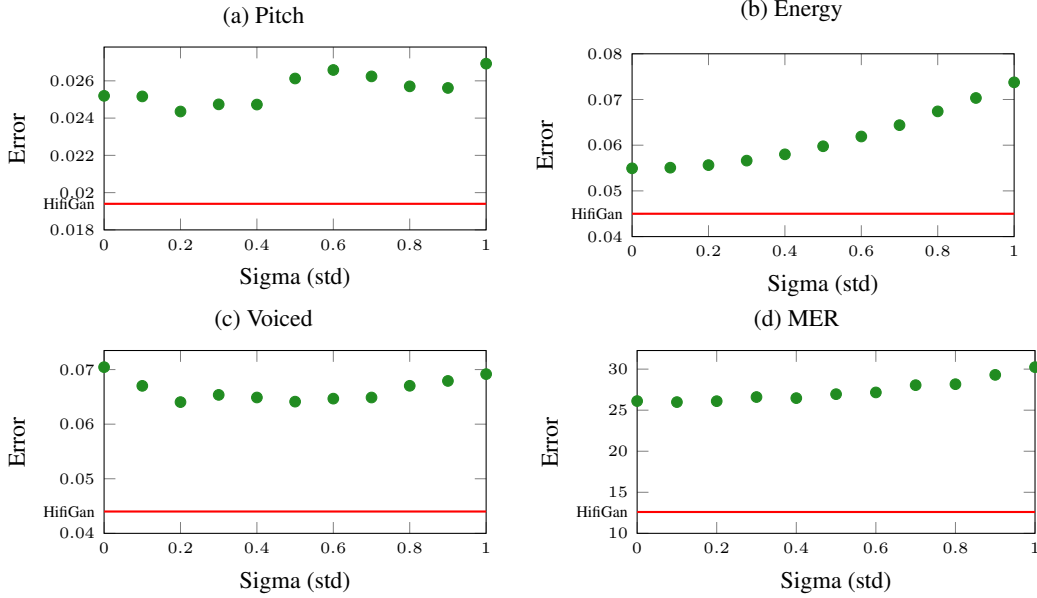 (a) Pitch
0.026
0.024
0.022
0.02
HifiGan
0.018
0 0.2 0.4 0.6 0.8 1
Error
Sigma (std)
(b) Energy
0.08
0.07
0.06
0.05
HifiGan
0.04
0 0.2 0.4 0.6 0.8 1
Error
Sigma (std)
(c) Voiced
0.07
0.06
0.05
HifiGan
0.04
0 0.2 0.4 0.6 0.8 1
Error
Sigma (std)
(d) MER
30
25
20
15
HifiGan
10
0 0.2 0.4 0.6 0.8 1
Error
Sigma (std)